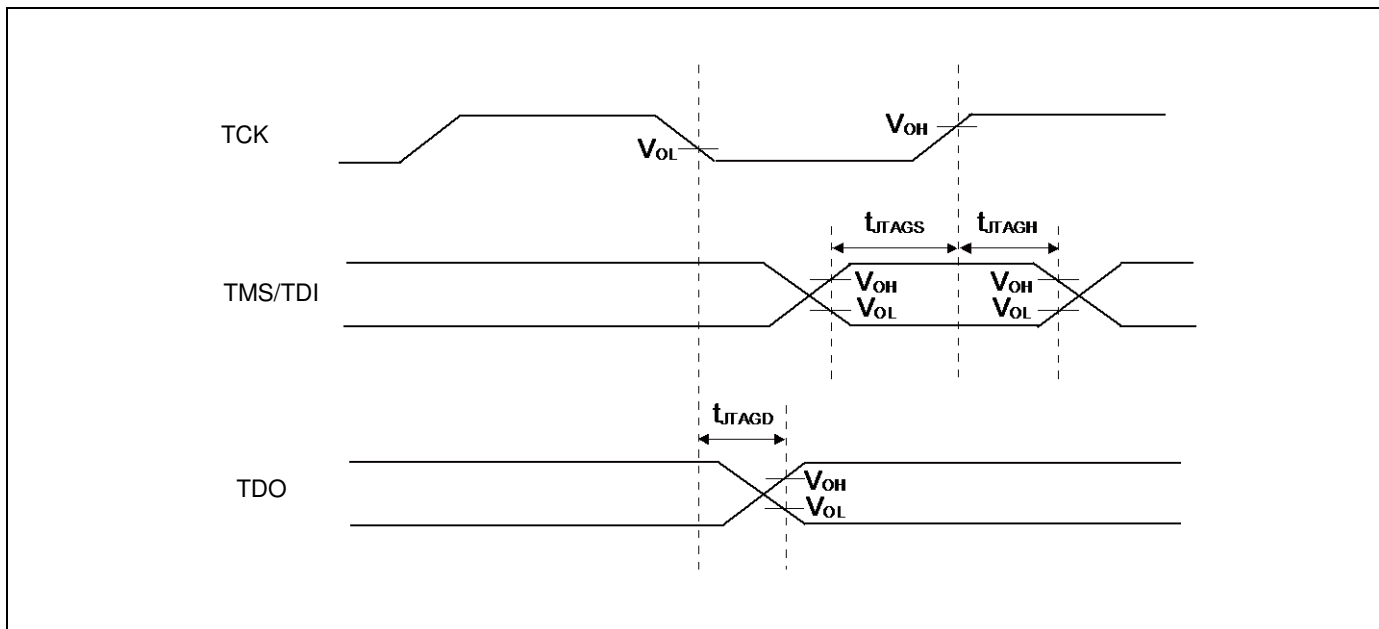 TCK
VOL
VOH
tJTAGS
tJTAGH
TMS/TDI
VOH
VOL
VOH
VOL
tJTAGD
TDO
VOH
VOL